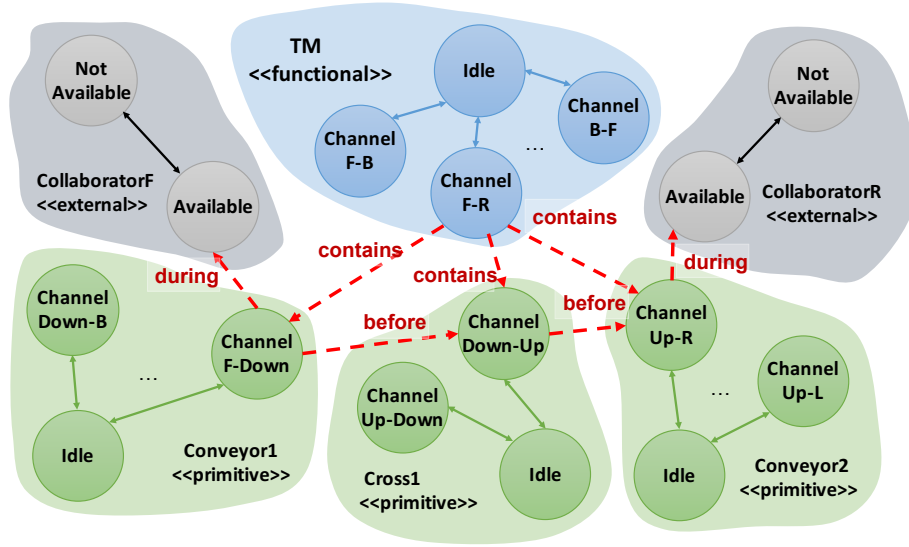 TM
<<functional>>
Idle
Channel
F-B
Channel
B-F
...
Channel
F-R
Not
Available
Available
CollaboratorF
<<external>>
Not
Available
Available
CollaboratorR
<<external>>
contains
contains
contains
during
during
before
before
Channel
Down-B
...
Channel
F-Down
Idle
Conveyor1
<<primitive>>
Channel
Down-Up
Channel
Up-Down
Idle
Cross1
<<primitive>>
Channel
Up-R
...
Channel
Up-L
Idle
Conveyor2
<<primitive>>